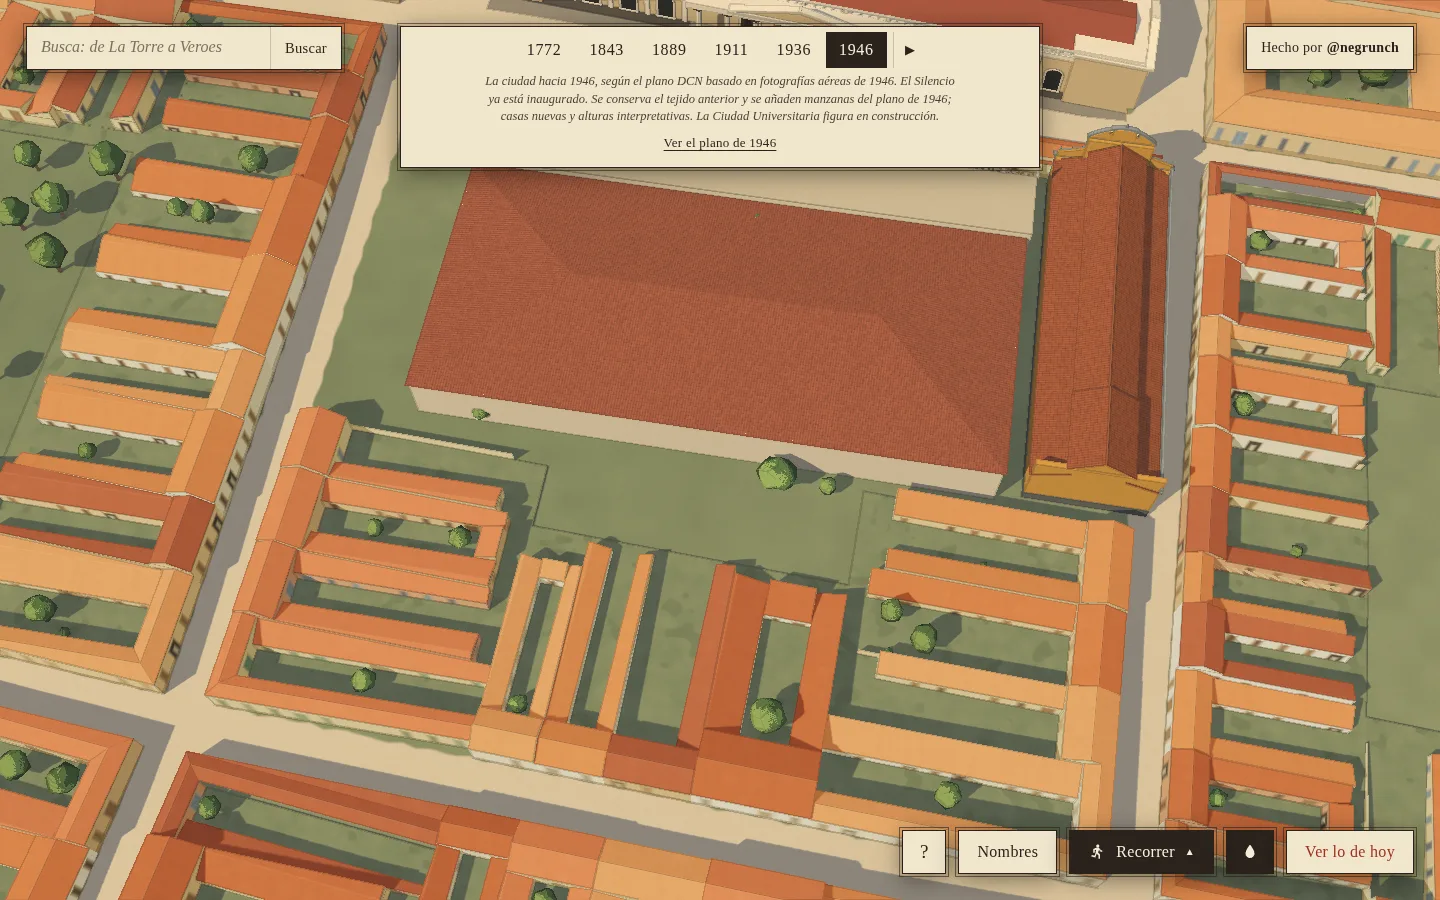 Busca: de La Torre a Veroes
Buscar
1772 1843 1889 1911 1936 1946 ▶
La ciudad hacia 1946, según el plano DCN basado en fotografías aéreas de 1946. El Silencio
ya está inaugurado. Se conserva el tejido anterior y se añaden manzanas del plano de 1946;
casas nuevas y alturas interpretativas. La Ciudad Universitaria figura en construcción.
Ver el plano de 1946
Hecho por @negrunch
?
Nombres
Recorrer ▲
Ver lo de hoy